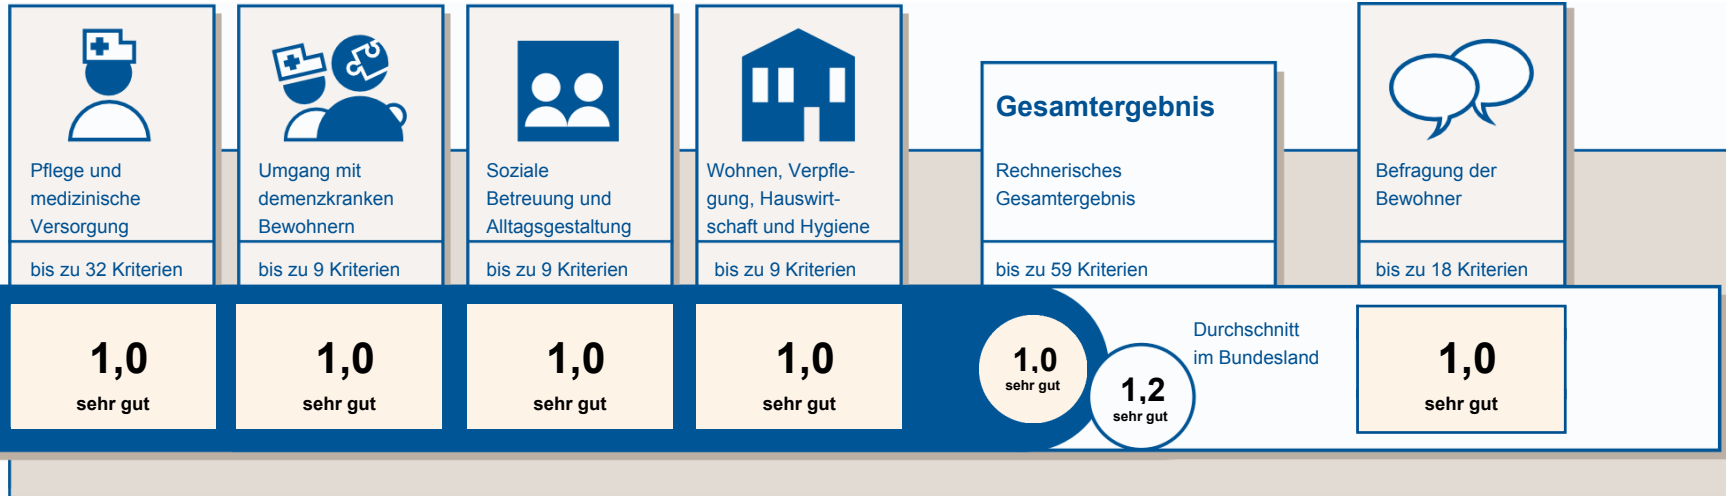 Pflege und
medizinische
Versorgung
bis zu 32 Kriterien
1,0
sehr gut
Umgang mit
demenzkranken
Bewohnern
bis zu 9 Kriterien
1,0
sehr gut
Soziale
Betreuung und
Alltagsgestaltung
bis zu 9 Kriterien
1,0
sehr gut
Wohnen, Verpfle-
gung, Hauswirt-
schaft und Hygiene
bis zu 9 Kriterien
1,0
sehr gut
Gesamtergebnis
Rechnerisches
Gesamtergebnis
bis zu 59 Kriterien
1,0
sehr gut
Durchschnitt
im Bundesland
1,2
sehr gut
Befragung der
Bewohner
bis zu 18 Kriterien
1,0
sehr gut